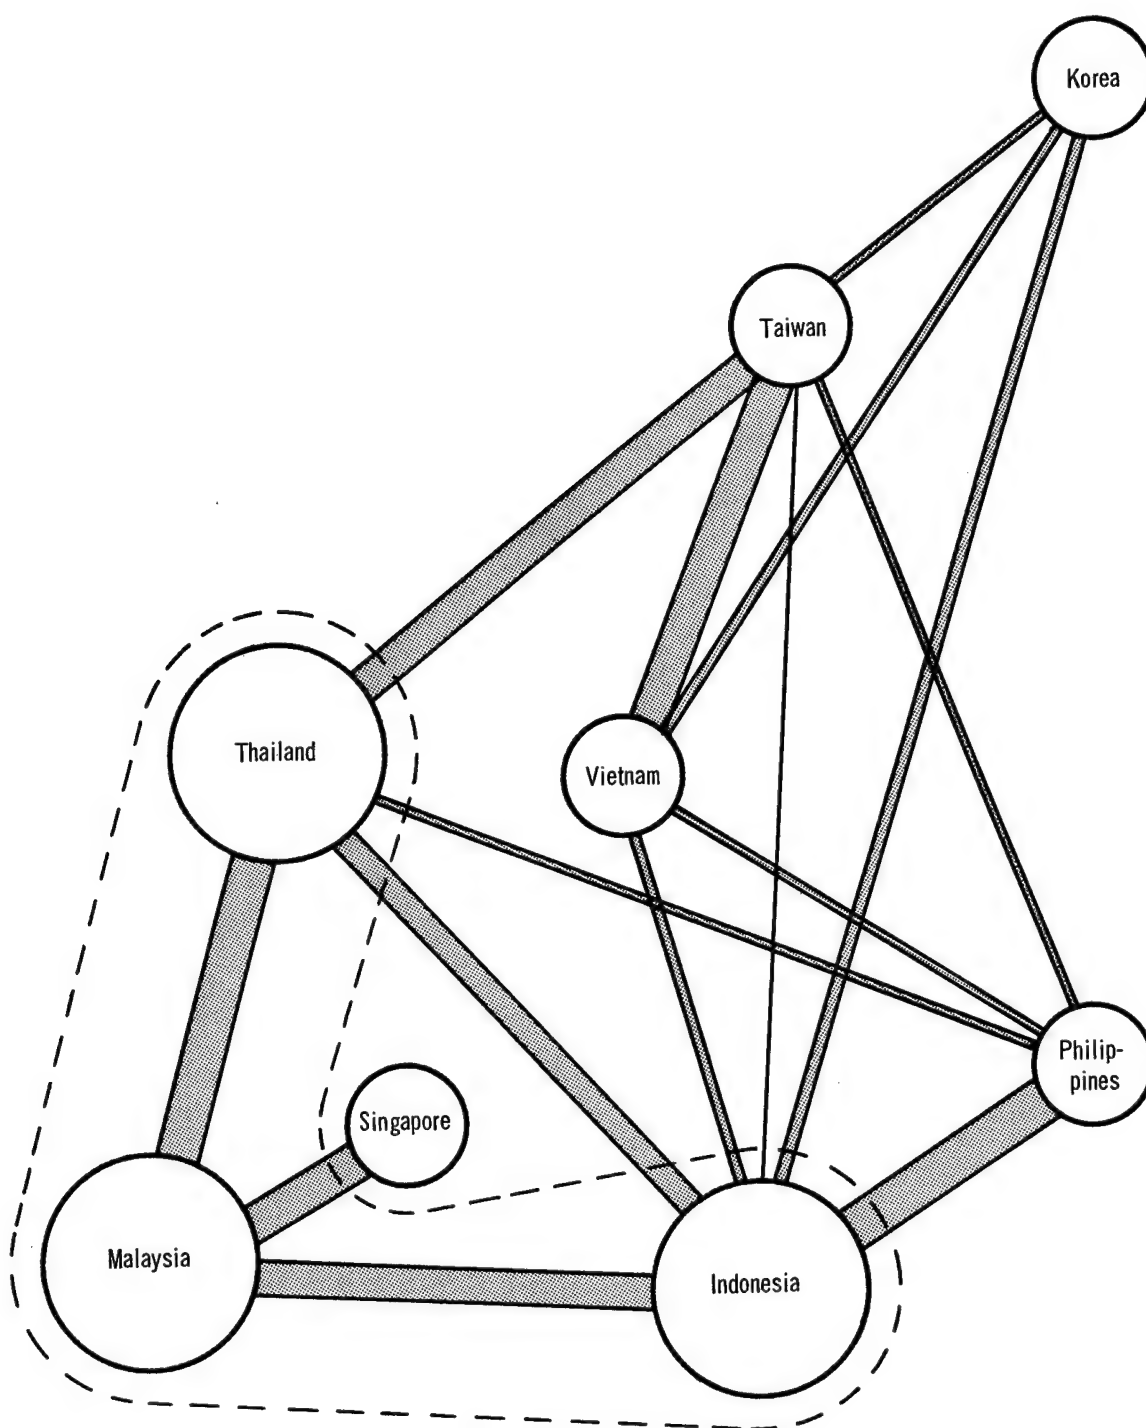 Korea
Taiwan
Thailand
Vietnam
Philip-
pines
Singapore
Malaysia
Indonesia